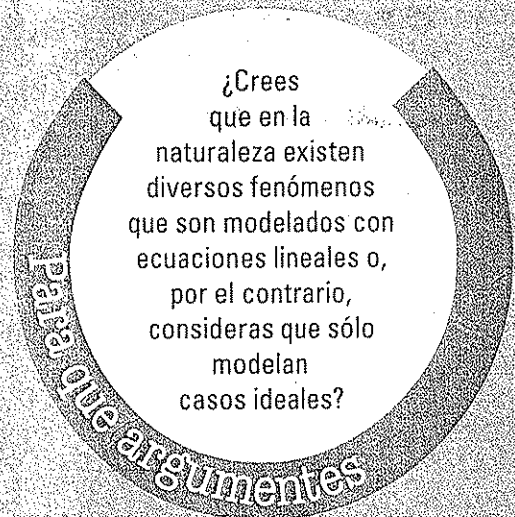 ¿Crees
que en la
naturaleza existen
diversos fenómenos
que son modelados con
ecuaciones lineales o,
por el contrario,
consideras que sólo
modelan
casos ideales?
Para que argumentes